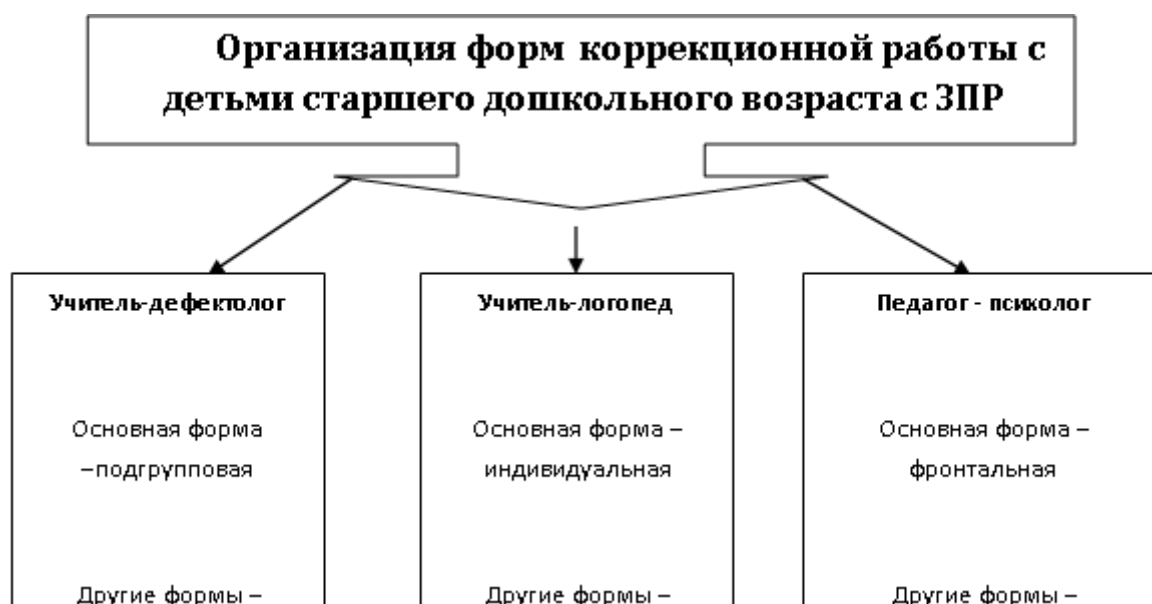 Организация форм коррекционной работы с
детьми старшего дошкольного возраста с ЗПР
Учитель-дефектолог
Основная форма
–подгрупповая
Другие формы –
Учитель-логопед
Основная форма –
индивидуальная
Другие формы –
Педагог - психолог
Основная форма –
фронтальная
Другие формы –